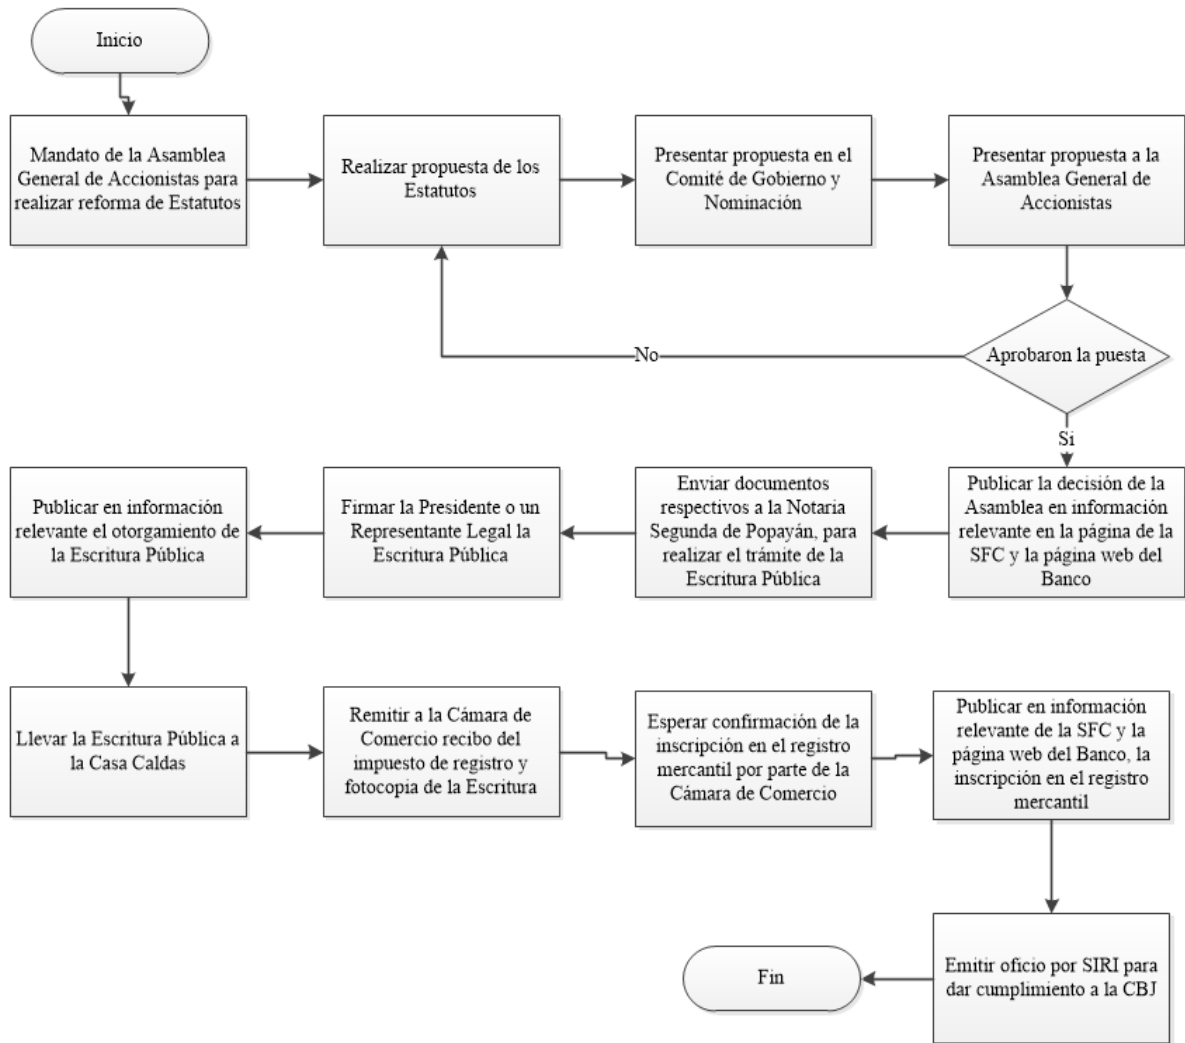 Inicio
Mandato de la Asamblea
General de Accionistas para
realizar reforma de Estatutos
Realizar propuesta de los
Estatutos
Presentar propuesta en el
Comité de Gobierno y
Nominación
Presentar propuesta a la
Asamblea General de
Accionistas
Aprobaron la puesta
No
Si
Publicar la decisión de la
Asamblea en información
relevante en la página de la
SFC y la página web del
Banco
Enviar documentos
respectivos a la Notaria
Segunda de Popayán, para
realizar el trámite de la
Escritura Pública
Firmar la Presidente o un
Representante Legal la
Escritura Pública
Publicar en información
relevante el otorgamiento de
la Escritura Pública
Llevar la Escritura Pública a
la Casa Caldas
Remitir a la Cámara de
Comercio recibo del
impuesto de registro y
fotocopia de la Escritura
Esperar confirmación de la
inscripción en el registro
mercantil por parte de la
Cámara de Comercio
Publicar en información
relevante de la SFC y la
página web del Banco, la
inscripción en el registro
mercantil
Emitir oficio por SIRI para
dar cumplimiento a la CBJ
Fin